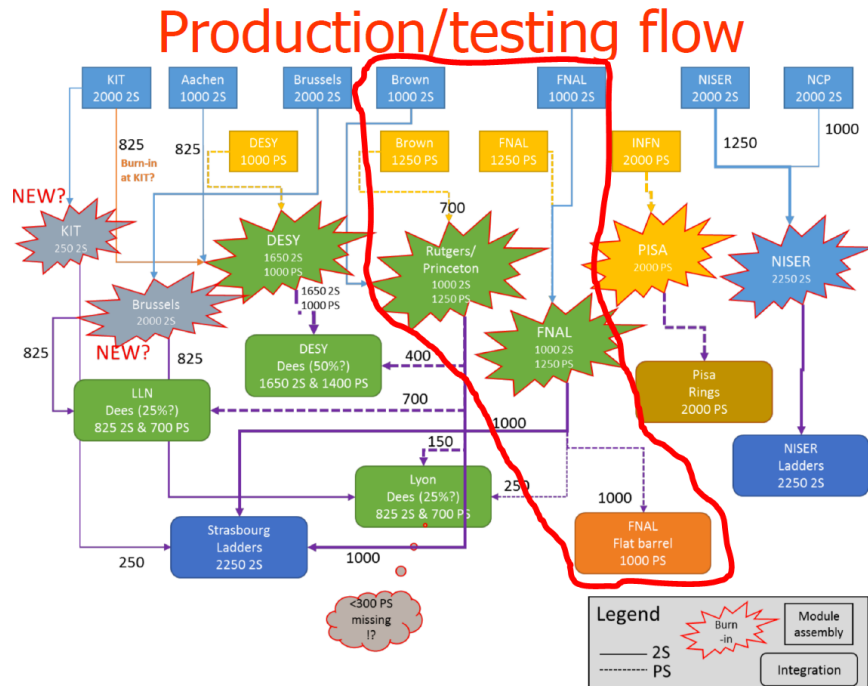 Production/testing flow
KIT
2000 2S
Aachen
1000 2S
Brussels
2000 2S
Brown
1000 2S
FNAL
1000 2S
NISER
2000 2S
NCP
2000 2S
825
Burn-in
at KIT?
825
DESY
1000 PS
Brown
1250 PS
FNAL
1250 PS
INFN
2000 PS
1250
1000
NEW?
KIT
250 2S
DESY
1650 2S
1000 PS
700
Rutgers/
Princeton
1000 2S
1250 PS
PISA
2000 PS
NISER
2250 2S
Brussels
2000 2S
NEW?
1650 2S
1000 PS
FNAL
1000 2S
1250 PS
825
825
DESY
Dees (50%?)
1650 2S & 1400 PS
400
LLN
Dees (25%?)
825 2S & 700 PS
700
Pisa
Rings
2000 PS
1000
150
NISER
Ladders
2250 2S
Lyon
Dees (25%?)
825 2S & 700 PS
250
1000
Strasbourg
Ladders
2250 2S
250
1000
FNAL
Flat barrel
1000 PS
<300 PS
missing
!?
Legend
2S
PS
Burn
-in
Module
assembly
Integration